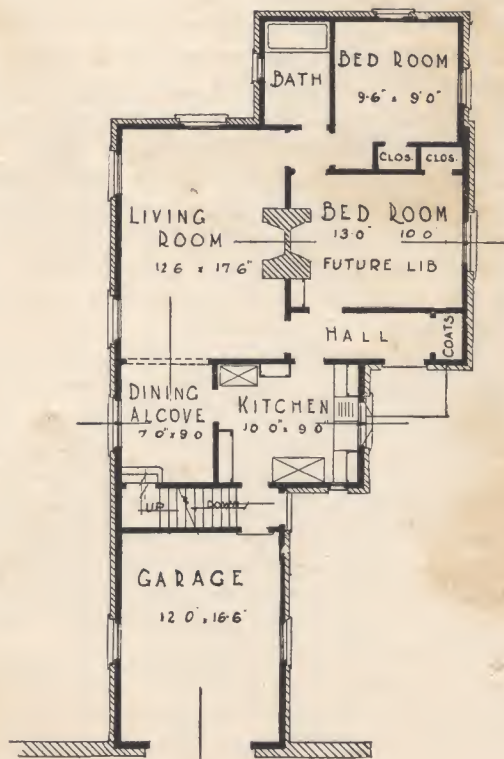 BED ROOM
9-6" x 9'0"
BATH
CLOS.
CLOS.
LIVING
ROOM
12 6 x 17'6"
BED ROOM
13'0" 10'0
FUTURE LIB
HALL
COATS
DINING
ALCOVE
7'0" x 9'0
KITCHEN
10'0" x 9'0"
UP
DOWN
GARAGE
12'0" x 16-6"